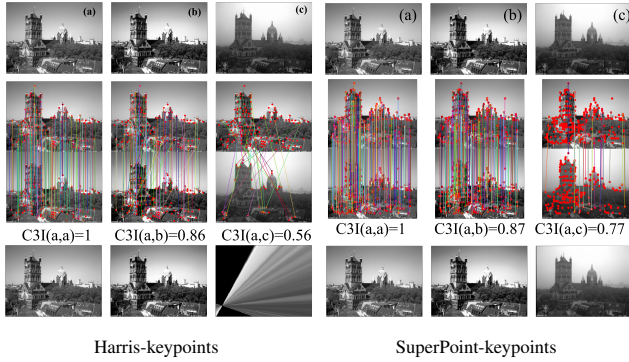 (a) (b) (c) (a) (b) (c)
C3I(a,a)=1 C3I(a,b)=0.86 C3I(a,c)=0.56 C3I(a,a)=1 C3I(a,b)=0.87 C3I(a,c)=0.77
Harris-keypoints SuperPoint-keypoints